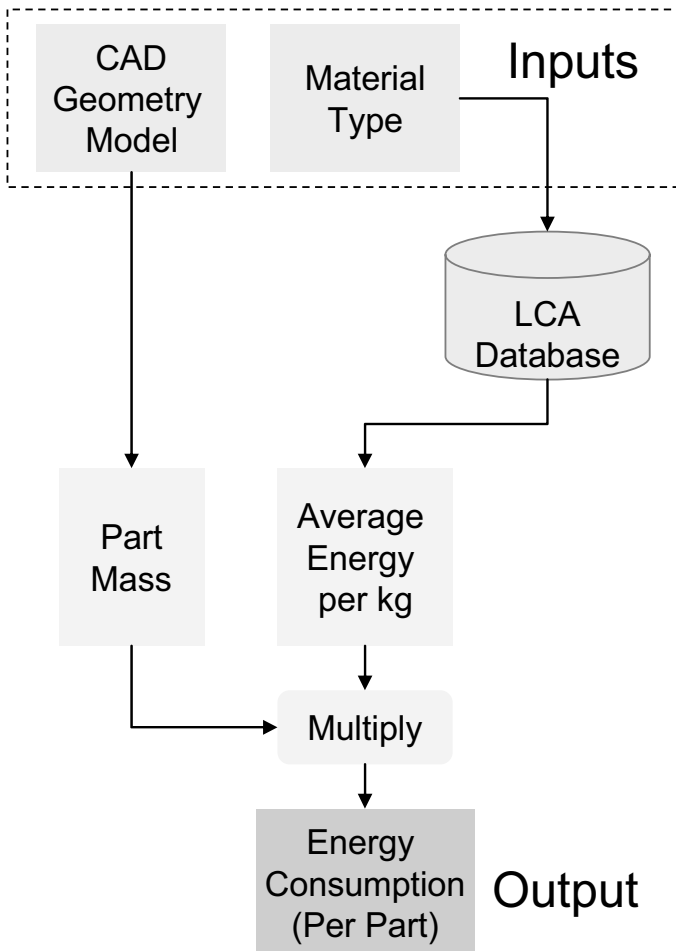 CAD
Geometry
Model
Material
Type
Inputs
LCA
Database
Part
Mass
Average
Energy
per kg
Multiply
Energy
Consumption
(Per Part)
Output